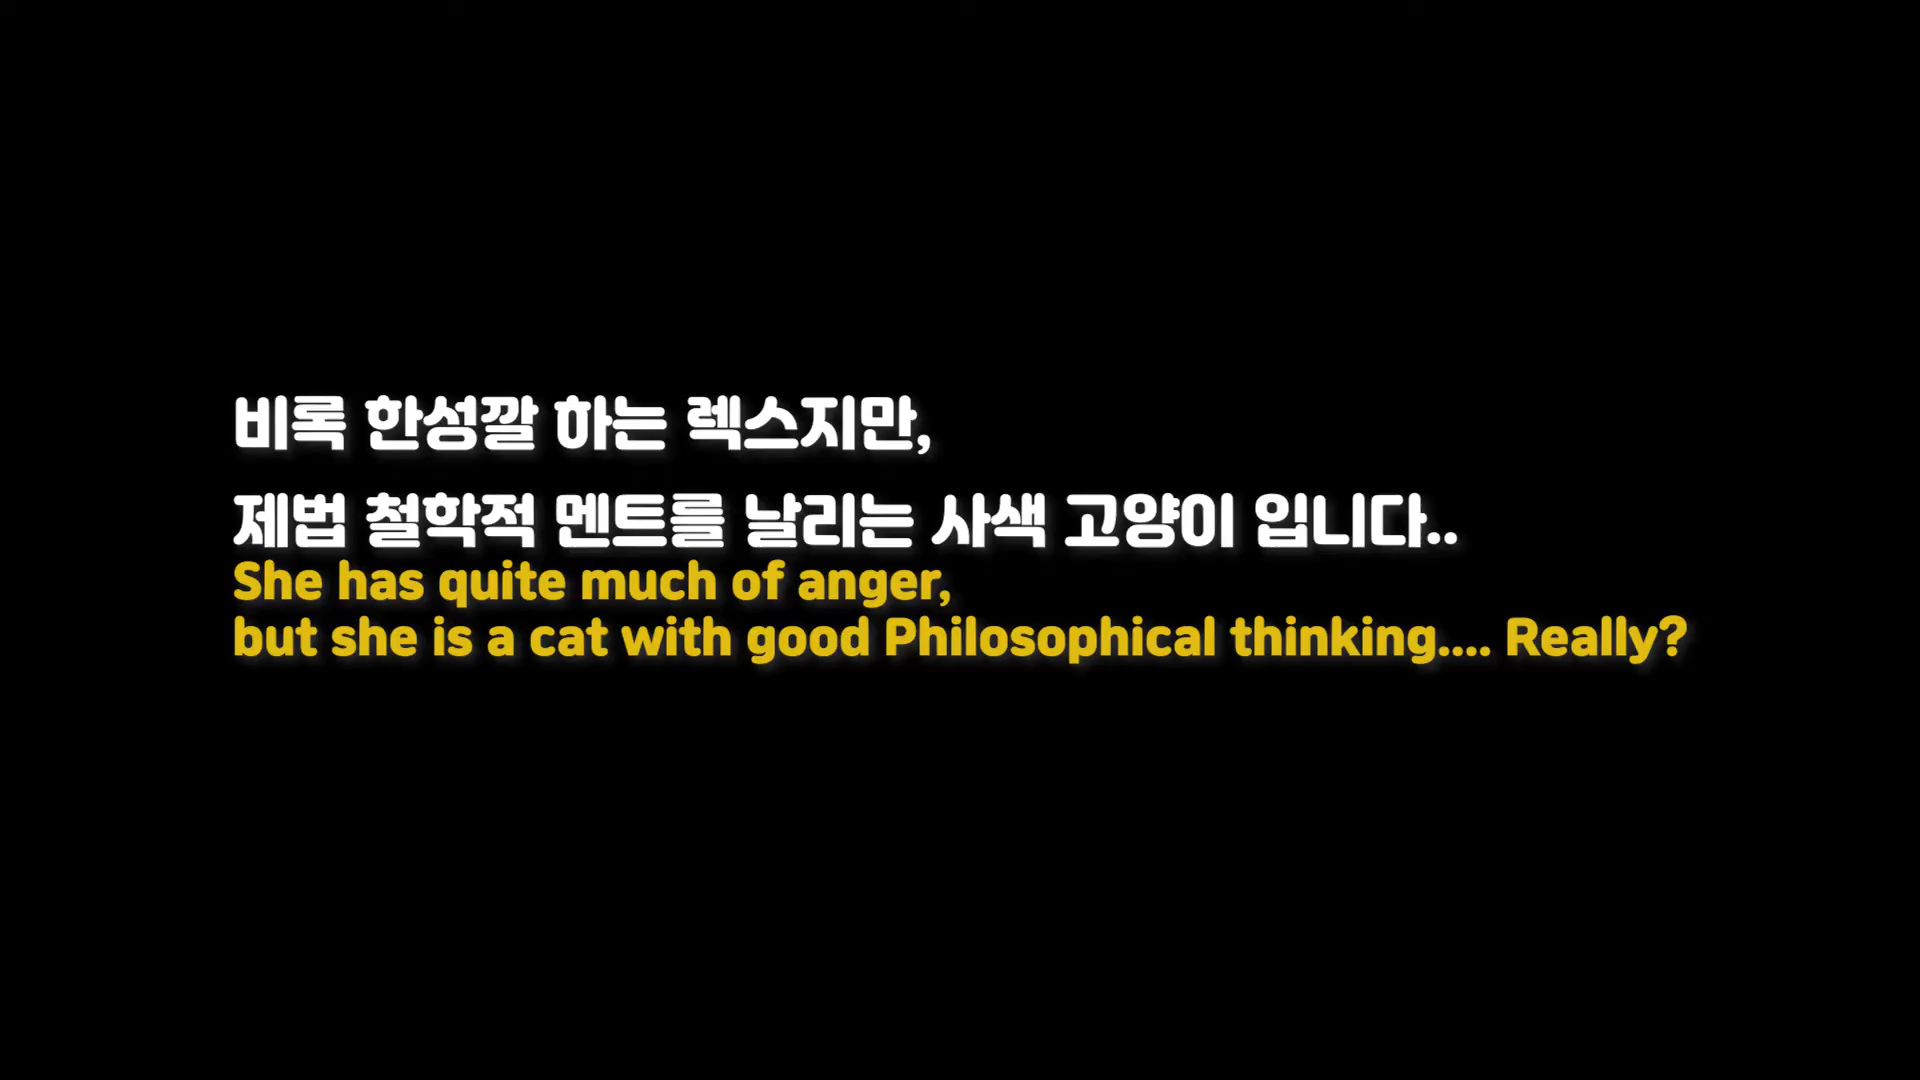 비록 한성깔 하는 렉스지만,
제법 철학적 멘트를 날리는 사색 고양이 입니다..
She has quite much of anger,
but she is a cat with good Philosophical thinking.... Really?